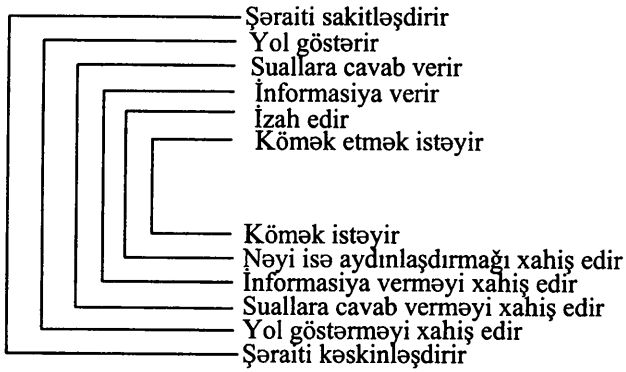 Şəraiti sakitləşdirir
Yol göstərir
Suallara cavab verir
İnformasiya verir
İzah edir
Kömək etmək istəyir
Kömək istəyir
Nəyi isə aydınlaşdırmağı xahiş edir
İnformasiya verməyi xahiş edir
Suallara cavab verməyi xahiş edir
Yol göstərməyi xahiş edir
Şəraiti kəskinləşdirir